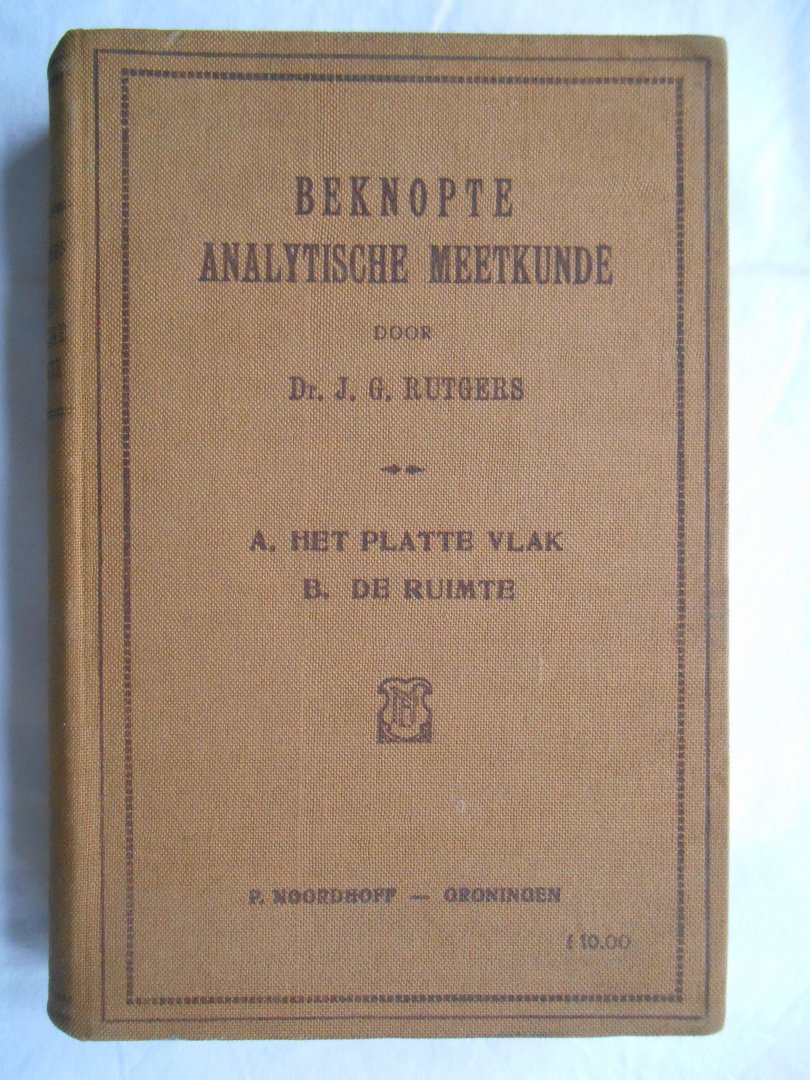 BEKNOPTE
ANALYTISCHE MEETKUNDE
DOOR
Dr. J. G. RUTGERS
A. HET PLATTE VLAK
B. DE RUIMTE
P. NOORDHOFF — GRONINGEN
f 10.00